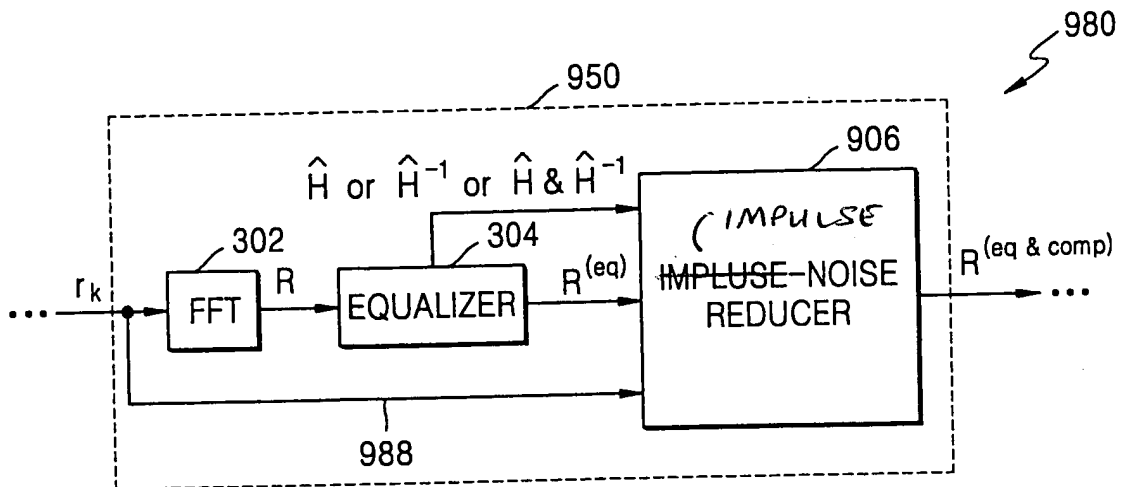 980
950
906
Ĥ or Ĥ⁻¹ or Ĥ & Ĥ⁻¹
IMPULSE
302
304
R^(eq)
R^(eq & comp)
••• r_k
FFT
R
EQUALIZER
IMPLUSE NOISE
REDUCER
•••
988